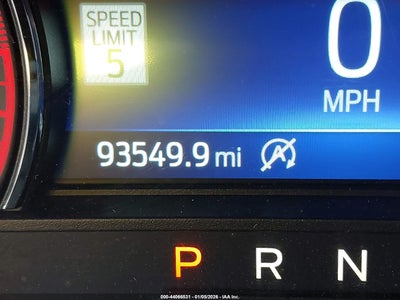 SPEED
LIMIT
5
0
MPH
93549.9 mi
P R N
000-44066531 - 01/05/2026 - IAA Inc.